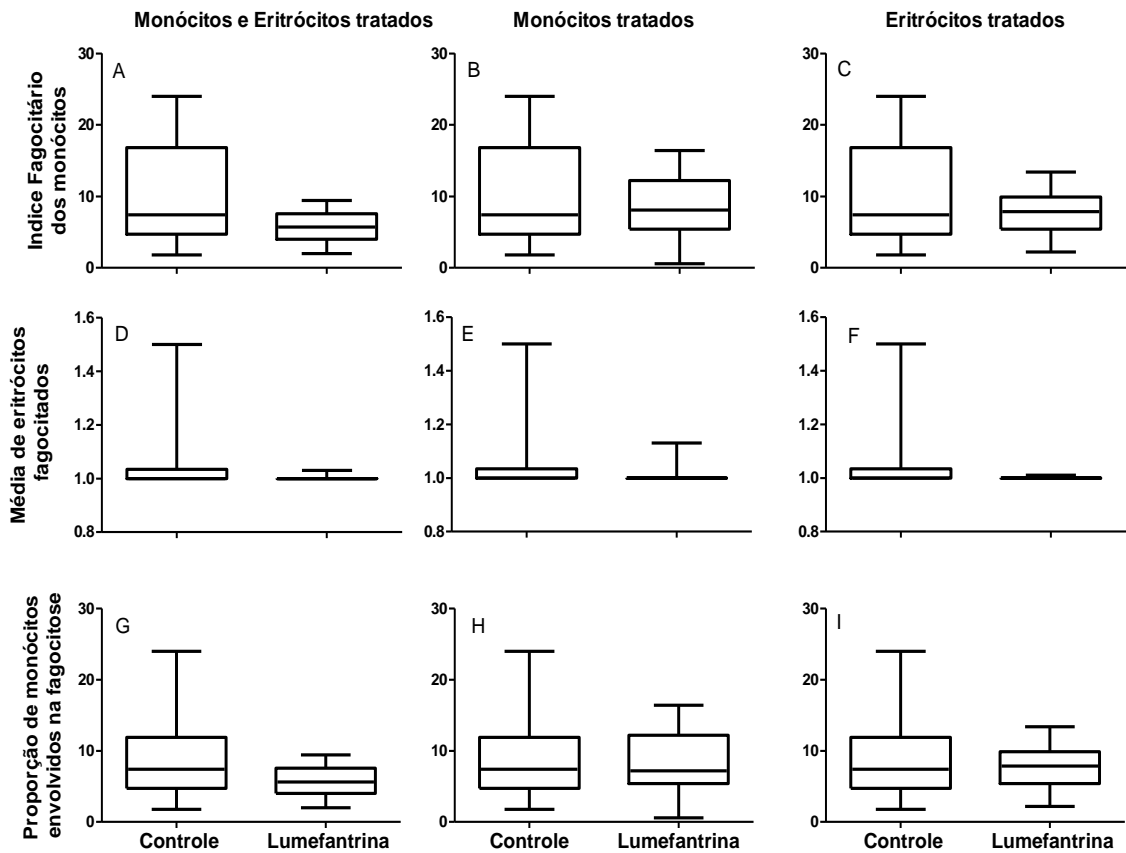 Monócitos e Eritrócitos tratados
Monócitos tratados
Eritrócitos tratados
Indice Fagocitário
dos monócitos
A
30
20
10
0
B
30
20
10
0
C
30
20
10
0
Média de eritrócitos
fagocitados
D
1.6
1.4
1.2
1.0
0.8
E
1.6
1.4
1.2
1.0
0.8
F
1.6
1.4
1.2
1.0
0.8
Proporção de monócitos
envolvidos na fagocitose
G
30
20
10
0
H
30
20
10
0
I
30
20
10
0
Controle Lumefantrina
Controle Lumefantrina
Controle Lumefantrina